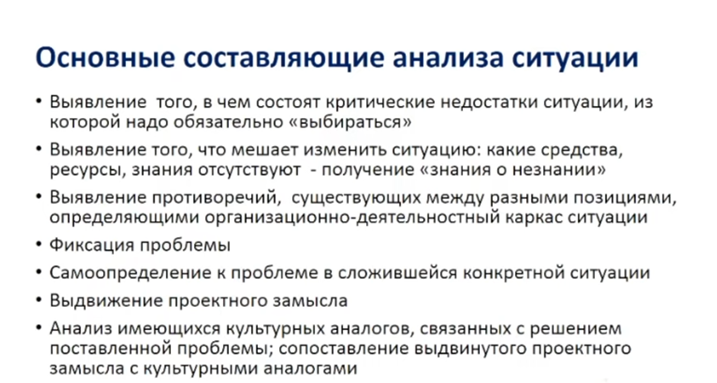 Основные составляющие анализа ситуации
• Выявление того, в чем состоят критические недостатки ситуации, из
которой надо обязательно «выбираться»
• Выявление того, что мешает изменить ситуацию: какие средства,
ресурсы, знания отсутствуют - получение «знания о незнании»
• Выявление противоречий, существующих между разными позициями,
определяющими организационно-деятельностный каркас ситуации
• Фиксация проблемы
• Самоопределение к проблеме в сложившейся конкретной ситуации
• Выдвижение проектного замысла
• Анализ имеющихся культурных аналогов, связанных с решением
поставленной проблемы; сопоставление выдвинутого проектного
замысла с культурными аналогами